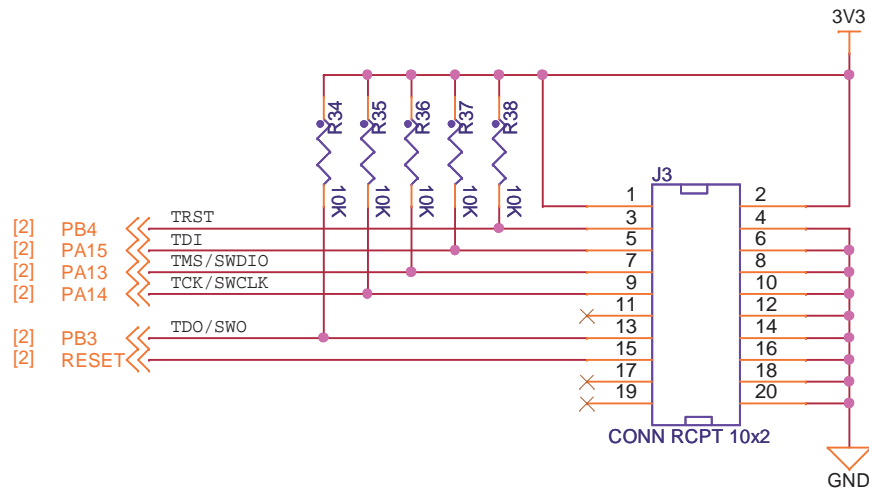 3V3
R34
R35
R36
R37
R38
10K
10K
10K
10K
10K
J3
1 2
[2] PB4 TRST 3 4
[2] PA15 TDI 5 6
[2] PA13 TMS/SWDIO 7 8
[2] PA14 TCK/SWCLK 9 10
11 12
[2] PB3 TDO/SWO 13 14
[2] RESET 15 16
17 18
19 20
CONN RCPT 10x2
GND